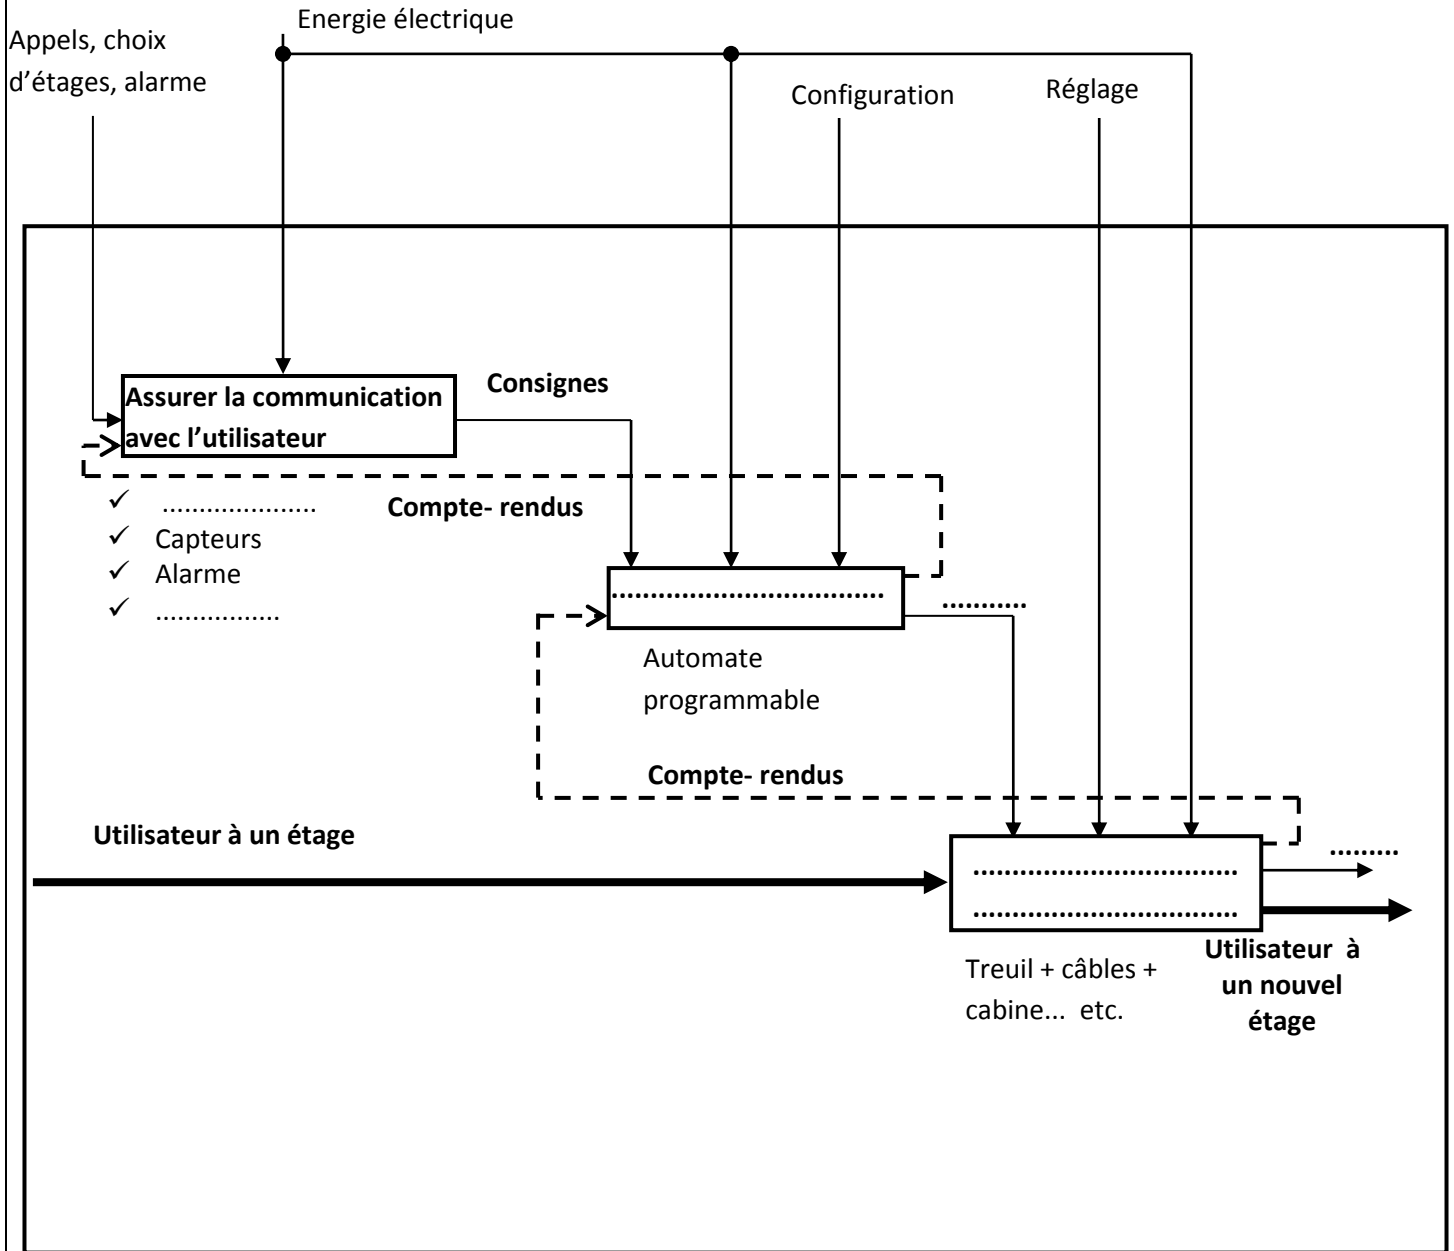 Energie électrique
Appels, choix
d’étages, alarme
Configuration
Réglage
Assurer la communication
avec l’utilisateur
Consignes
Compte- rendus
✓ .....................
✓ Capteurs
✓ Alarme
✓ .................
...................................
...........
Automate
programmable
Compte- rendus
Utilisateur à un étage
..................................
..................................
.........
Treuil + câbles +
cabine... etc.
Utilisateur à
un nouvel
étage